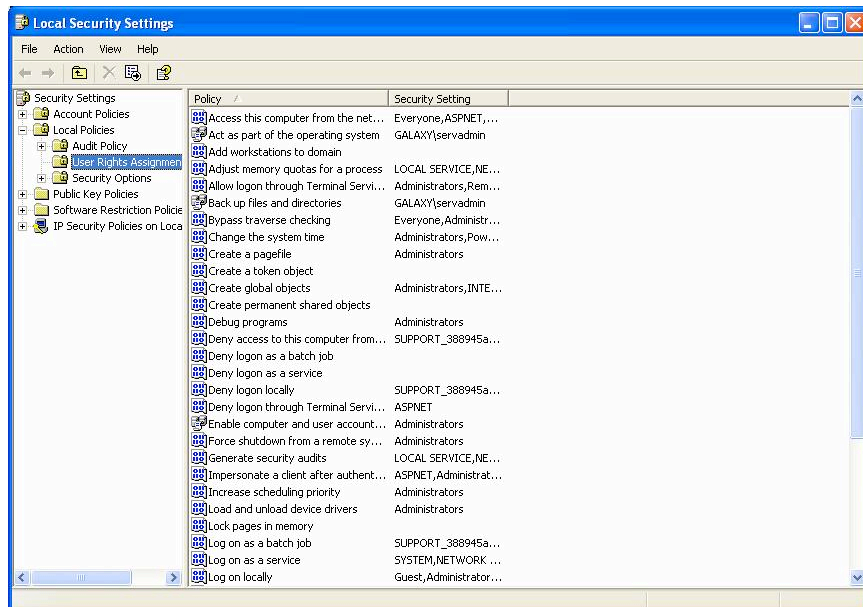 Local Security Settings
File Action View Help
Security Settings
Account Policies
Local Policies
Audit Policy
User Rights Assignmen
Security Options
Public Key Policies
Software Restriction Policie
IP Security Policies on Loca
Policy Security Setting
Access this computer from the net... Everyone,ASPNET,...
Act as part of the operating system GALAXY\servadmin
Add workstations to domain
Adjust memory quotas for a process LOCAL SERVICE,NE...
Allow logon through Terminal Servi... Administrators,Rem...
Back up files and directories GALAXY\servadmin
Bypass traverse checking Everyone,Administr...
Change the system time Administrators,Pow...
Create a pagefile Administrators
Create a token object
Create global objects Administrators,INTE...
Create permanent shared objects
Debug programs Administrators
Deny access to this computer from... SUPPORT_388945a...
Deny logon as a batch job
Deny logon as a service
Deny logon locally SUPPORT_388945a...
Deny logon through Terminal Servi... ASPNET
Enable computer and user account... Administrators
Force shutdown from a remote sy... Administrators
Generate security audits LOCAL SERVICE,NE...
Impersonate a client after authent... ASPNET,Administrat...
Increase scheduling priority Administrators
Load and unload device drivers Administrators
Lock pages in memory
Log on as a batch job SUPPORT_388945a...
Log on as a service SYSTEM,NETWORK ...
Log on locally Guest,Administrator...